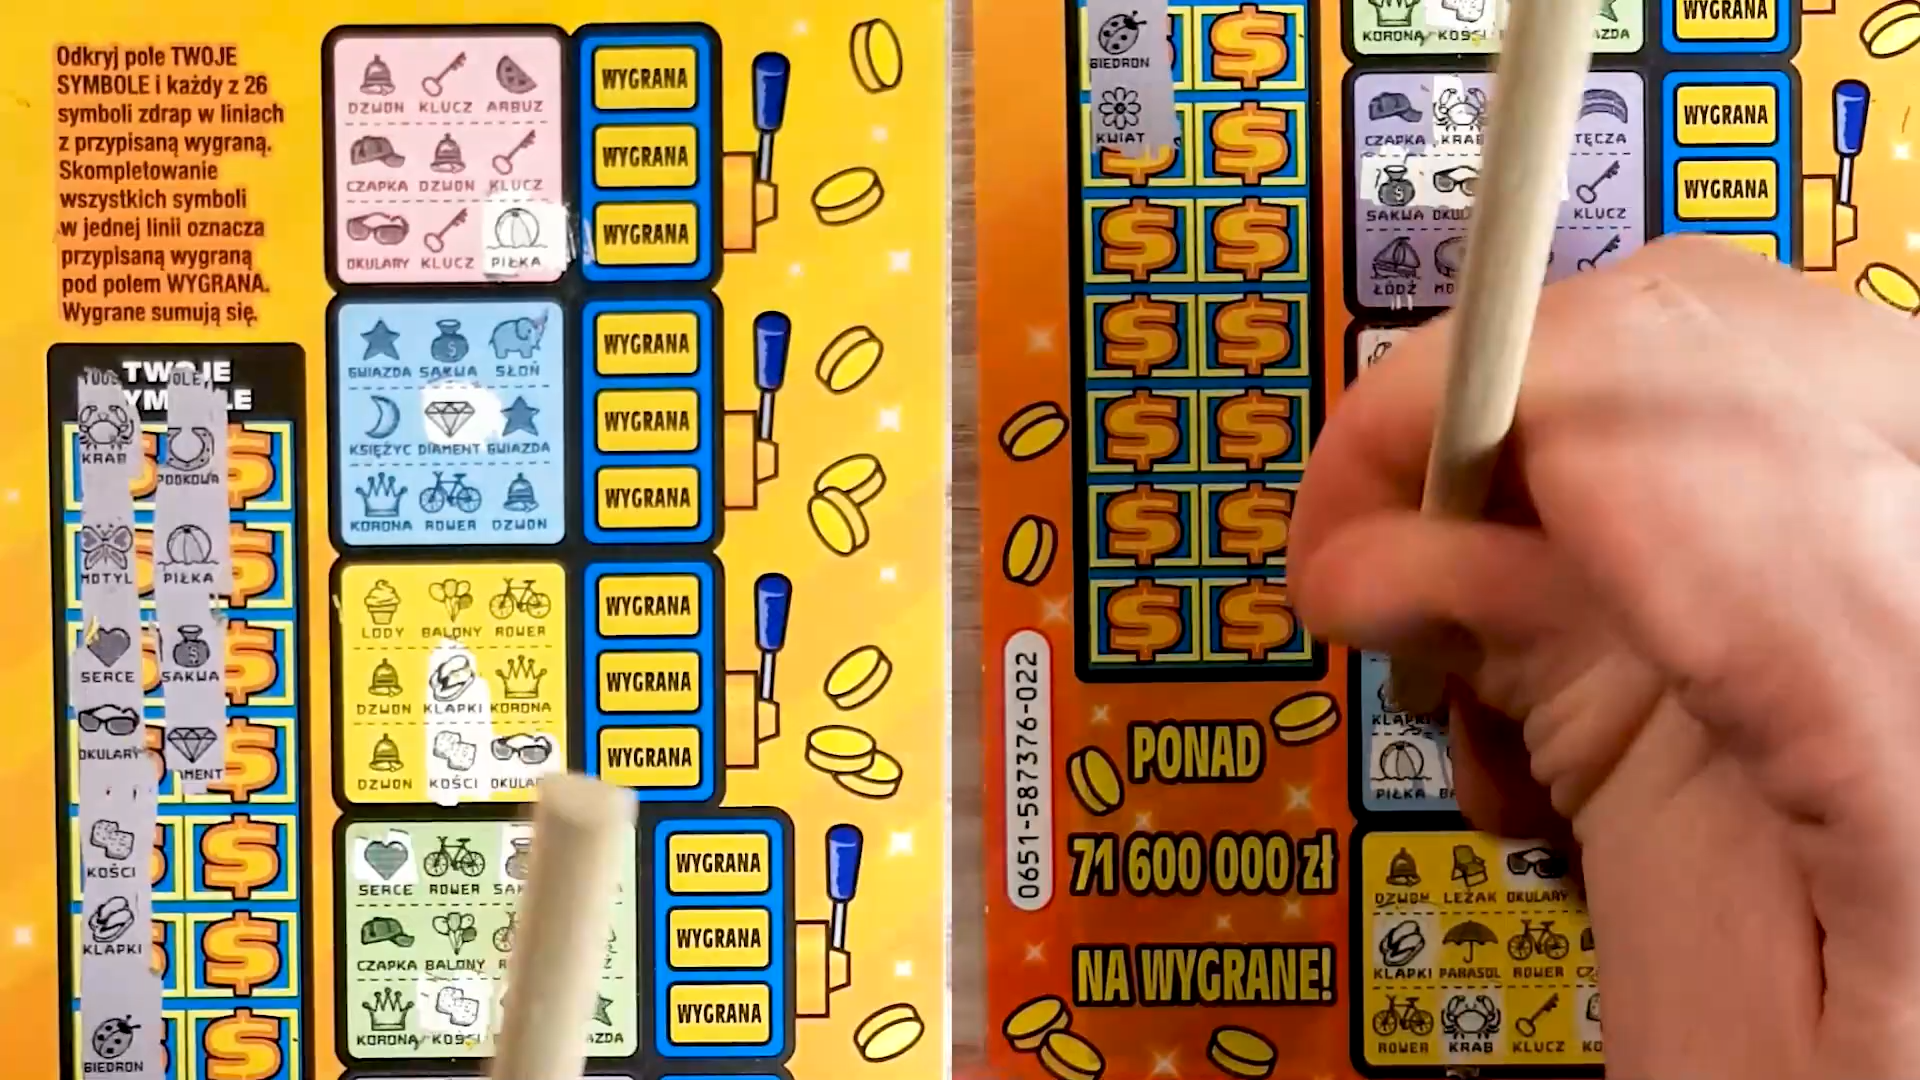 Odkryj pole TWOJE
SYMBOLE i każdy z 26
symboli zdrap w liniach
z przypisaną wygraną.
Skompletowanie
wszystkich symboli
w jednej linii oznacza
przypisaną wygraną
pod polem WYGRANA.
Wygrane sumują się.
TWOJE
KRAB
PODKOWA
MOTYL PIŁKA
SERCE SAKWA
OKULARY
KOŚCI
KLAPKI
BIEDRON
DZWON KLUCZ ARBUZ
WYGRANA
CZAPKA DZWON KLUCZ
WYGRANA
OKULARY KLUCZ PIŁKA
WYGRANA
GWIAZDA SAKWA SŁOŃ
WYGRANA
KSIĘŻYC DIAMENT GWIAZDA
WYGRANA
KORONA ROWER DZWON
WYGRANA
LODY BALONY ROWER
WYGRANA
DZWON KLAPKI KORONA
WYGRANA
DZWON KOŚCI
WYGRANA
SERCE ROWER
WYGRANA
CZAPKA BALONY
WYGRANA
KORONA
WYGRANA
BIEDRON
KWIAT
KORONA
WYGRANA
CZAPKA KRAB TĘCZA
WYGRANA
SAKWA KLUCZ
WYGRANA
ŁÓDŹ
KLAPKI
PIŁKA
DZWON LEŻAK OKULARY
KLAPKI PARASOL ROWER
ROWER KRAB KLUCZ
0651-587376-022
PONAD
71 600 000 zł
NA WYGRANE!